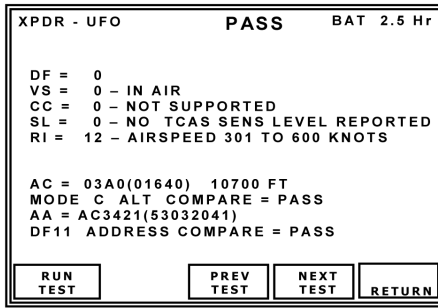 XPDR - UFO PASS BAT 2.5 Hr
DF = 0
VS = 0 – IN AIR
CC = 0 – NOT SUPPORTED
SL = 0 – NO TCAS SENS LEVEL REPORTED
RI = 12 – AIRSPEED 301 TO 600 KNOTS
AC = 03A0(01640) 10700 FT
MODE C ALT COMPARE = PASS
AA = AC3421(53032041)
DF11 ADDRESS COMPARE = PASS
RUN TEST
PREV TEST
NEXT TEST
RETURN